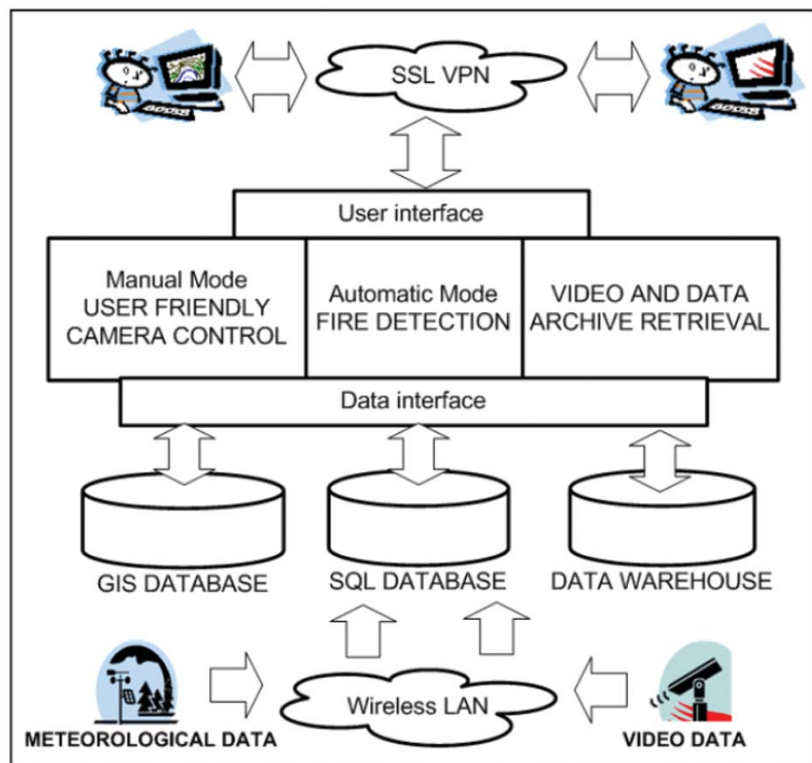 SSL VPN
User interface
Manual Mode
USER FRIENDLY
CAMERA CONTROL
Automatic Mode
FIRE DETECTION
VIDEO AND DATA
ARCHIVE RETRIEVAL
Data interface
GIS DATABASE
SQL DATABASE
DATA WAREHOUSE
Wireless LAN
METEOROLOGICAL DATA
VIDEO DATA